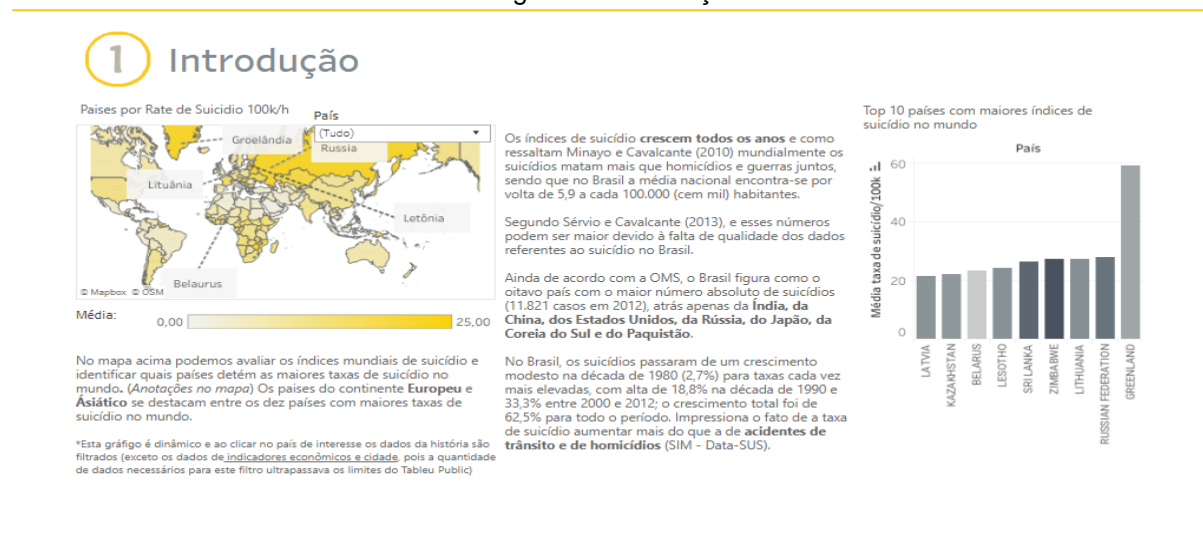 1 Introdução
Paises por Rate de Suicidio 100k/h
País
(Tudo)
Groelândia
Russia
Lituânia
Letônia
Belaurus
© Mapbox © OSM
Média:
0,00
25,00
No mapa acima podemos avaliar os índices mundiais de suicídio e
identificar quais países detém as maiores taxas de suicídio no
mundo. (Anotações no mapa) Os paises do continente Europeu e
Ásiático se destacam entre os dez países com maiores taxas de
suicídio no mundo.
*Esta gráfigo é dinâmico e ao clicar no país de interesse os dados da história são
filtrados (exceto os dados de indicadores econômicos e cidade, pois a quantidade
de dados necessários para este filtro ultrapassava os limites do Tableu Public)
Os índices de suicídio crescem todos os anos e como
ressaltam Minayo e Cavalcante (2010) mundialmente os
suicídios matam mais que homicídios e guerras juntos,
sendo que no Brasil a média nacional encontra-se por
volta de 5,9 a cada 100.000 (cem mil) habitantes.
Segundo Sérvio e Cavalcante (2013), e esses números
podem ser maior devido à falta de qualidade dos dados
referentes ao suicídio no Brasil.
Ainda de acordo com a OMS, o Brasil figura como o
oitavo país com o maior número absoluto de suicídios
(11.821 casos em 2012), atrás apenas da Índia, da
China, dos Estados Unidos, da Rússia, do Japão, da
Coreia do Sul e do Paquistão.
No Brasil, os suicídios passaram de um crescimento
modesto na década de 1980 (2,7%) para taxas cada vez
mais elevadas, com alta de 18,8% na década de 1990 e
33,3% entre 2000 e 2012; o crescimento total foi de
62,5% para todo o período. Impressiona o fato de a taxa
de suicídio aumentar mais do que a de acidentes de
trânsito e de homicídios (SIM - Data-SUS).
Top 10 países com maiores índices de
suicídio no mundo
País
Média taxa de suicídio/100k
60
40
20
0
LATVIA
KAZAKHSTAN
BELARUS
LESOTHO
SRI LANKA
ZIMBABWE
LITHUANIA
RUSSIAN FEDERATION
GREENLAND